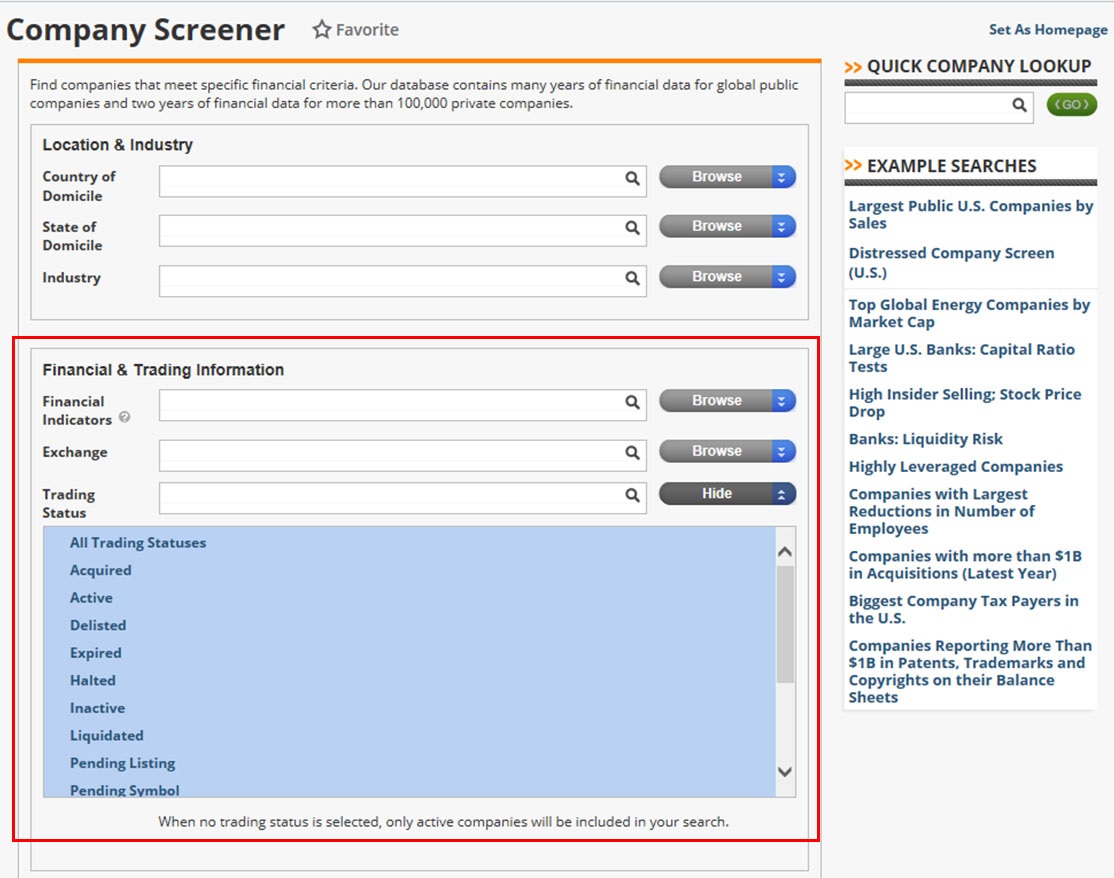 Company Screener
Favorite
Set As Homepage
Find companies that meet specific financial criteria. Our database contains many years of financial data for global public
companies and two years of financial data for more than 100,000 private companies.
Location & Industry
Country of
Domicile
Browse
State of
Domicile
Browse
Industry
Browse
Financial & Trading Information
Financial
Indicators ?
Browse
Exchange
Browse
Trading
Status
Hide
All Trading Statuses
Acquired
Active
Delisted
Expired
Halted
Inactive
Liquidated
Pending Listing
Pending Symbol
When no trading status is selected, only active companies will be included in your search.
>> QUICK COMPANY LOOKUP
GO
>> EXAMPLE SEARCHES
Largest Public U.S. Companies by
Sales
Distressed Company Screen
(U.S.)
Top Global Energy Companies by
Market Cap
Large U.S. Banks: Capital Ratio
Tests
High Insider Selling; Stock Price
Drop
Banks: Liquidity Risk
Highly Leveraged Companies
Companies with Largest
Reductions in Number of
Employees
Companies with more than $1B
in Acquisitions (Latest Year)
Biggest Company Tax Payers in
the U.S.
Companies Reporting More Than
$1B in Patents, Trademarks and
Copyrights on their Balance
Sheets